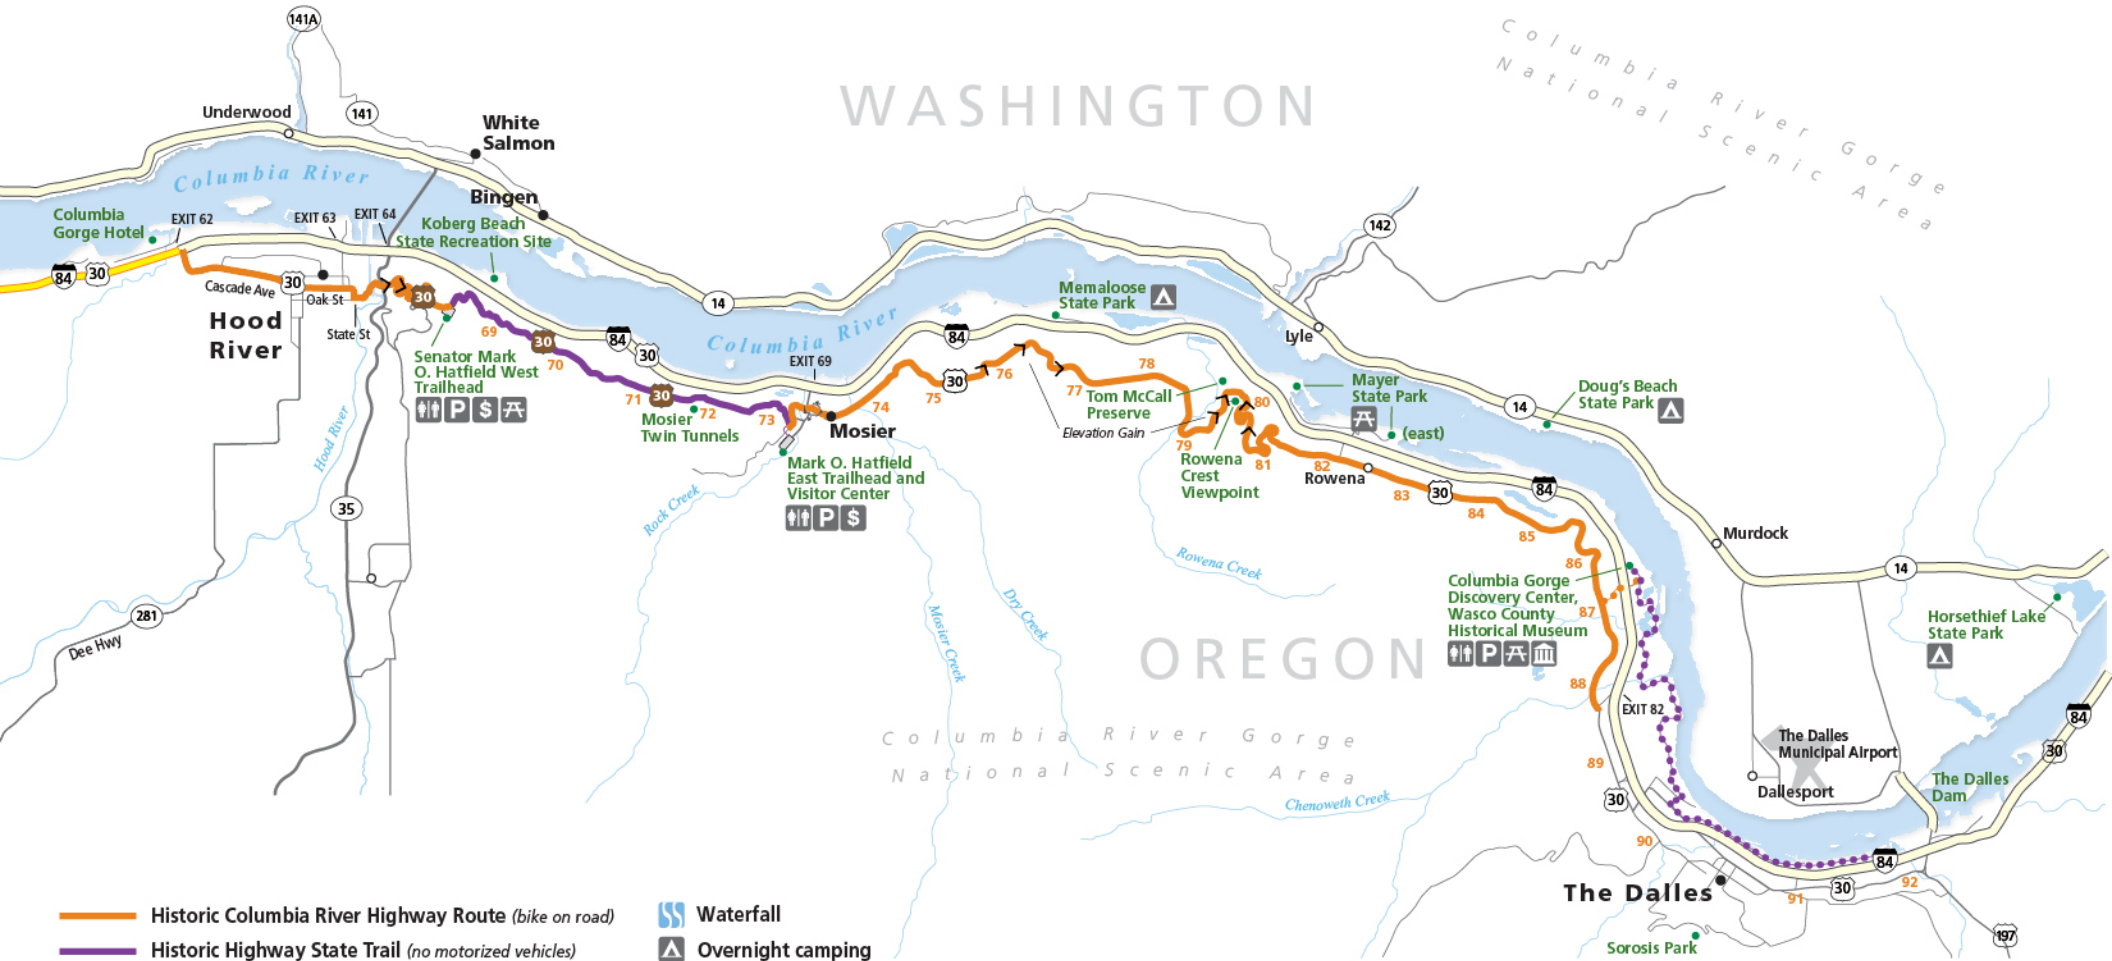 141A
WASHINGTON
Columbia River Gorge
National Scenic Area
Underwood
141
White
Salmon
Columbia River
Bingen
Columbia
Gorge Hotel
EXIT 62
EXIT 63
EXIT 64
Koberg Beach
State Recreation Site
142
84
30
Cascade Ave
30
Oak St
30
State St
Hood
River
69
30
70
84
30
14
Columbia River
EXIT 69
Senator Mark
O. Hatfield West
Trailhead
P $
71
30
72
73
Mosier
Twin Tunnels
74
Mosier
75
30
76
84
Memaloose
State Park
77
78
Tom McCall
Preserve
Elevation Gain
79
80
81
Rowena
Crest
Viewpoint
Lyle
Mayer
State Park
(east)
14
Doug's Beach
State Park
Mark O. Hatfield
East Trailhead and
Visitor Center
P $
82
Rowena
83
30
84
84
85
86
Murdock
14
Hood River
35
Rock Creek
Rowena Creek
Mosier Creek
Dry Creek
281
Dee Hwy
OREGON
Columbia Gorge
Discovery Center,
Wasco County
Historical Museum
P
87
88
EXIT 82
Horsethief Lake
State Park
Columbia River Gorge
National Scenic Area
Chenoweth Creek
89
30
90
The Dalles
Municipal Airport
Dallesport
The Dalles
Dam
84
30
84
The Dalles
30
91
92
197
Sorosis Park
Historic Columbia River Highway Route (bike on road)
Waterfall
Historic Highway State Trail (no motorized vehicles)
Overnight camping